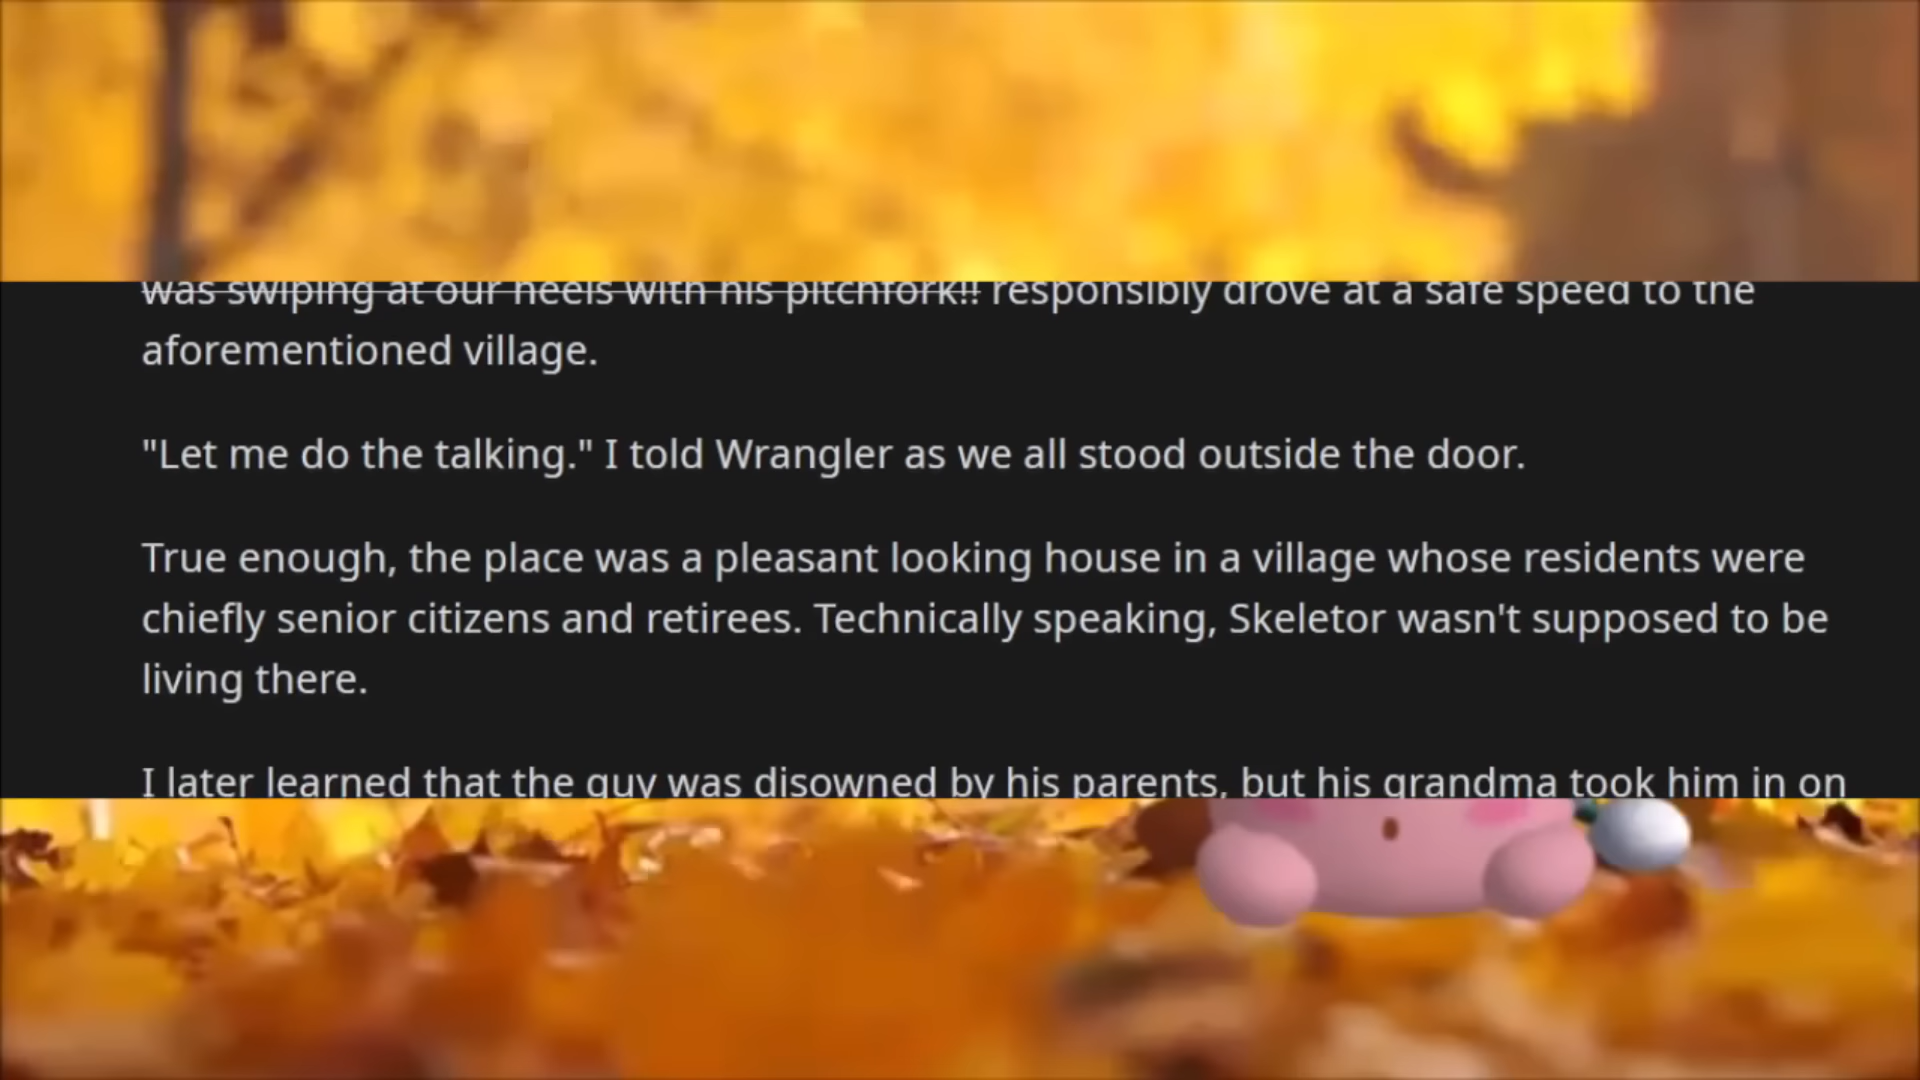 was swiping at our heels with his pitchfork!! responsibly drove at a safe speed to the
aforementioned village.
"Let me do the talking." I told Wrangler as we all stood outside the door.
True enough, the place was a pleasant looking house in a village whose residents were
chiefly senior citizens and retirees. Technically speaking, Skeletor wasn't supposed to be
living there.
I later learned that the guy was disowned by his parents, but his grandma took him in on